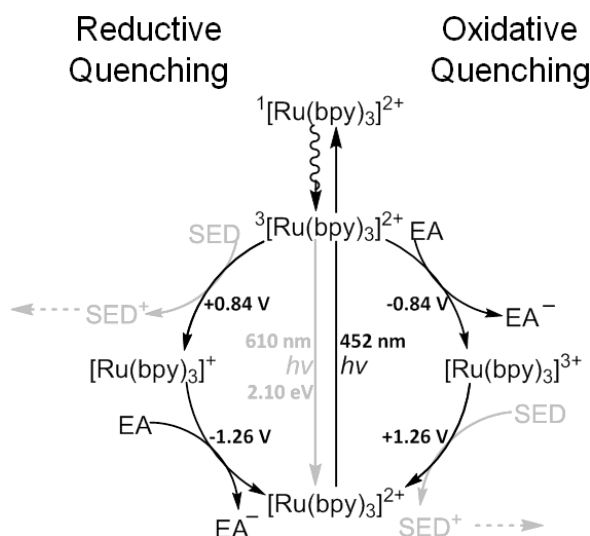 Reductive
Quenching
Oxidative
Quenching
¹[Ru(bpy)₃]²⁺
³[Ru(bpy)₃]²⁺
SED
EA
SED⁺
+0.84 V
-0.84 V
EA⁻
610 nm
hv
2.10 eV
452 nm
hv
[Ru(bpy)₃]⁺
[Ru(bpy)₃]³⁺
EA
-1.26 V
+1.26 V
SED
[Ru(bpy)₃]²⁺
EA⁻
SED⁺